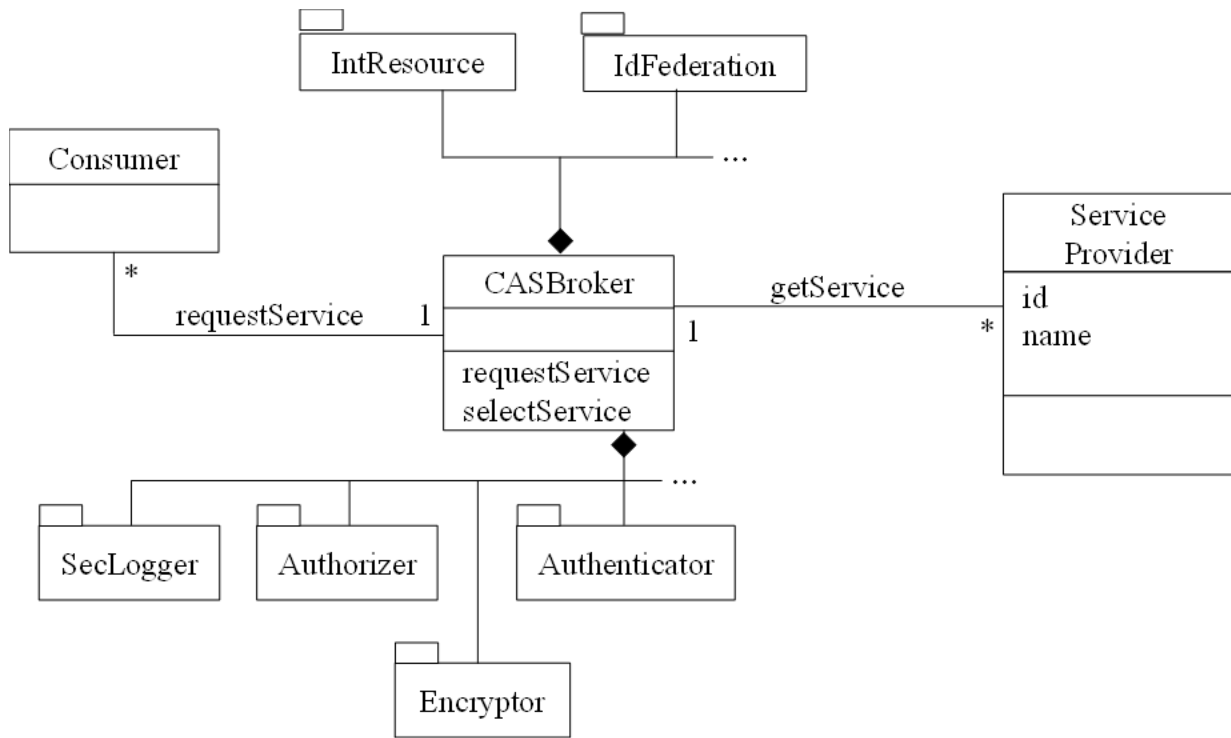 IntResource
IdFederation
...
Consumer
*
requestService
1
CASBroker
requestService
selectService
getService
1
*
Service
Provider
id
name
...
SecLogger
Authorizer
Authenticator
Encryptor